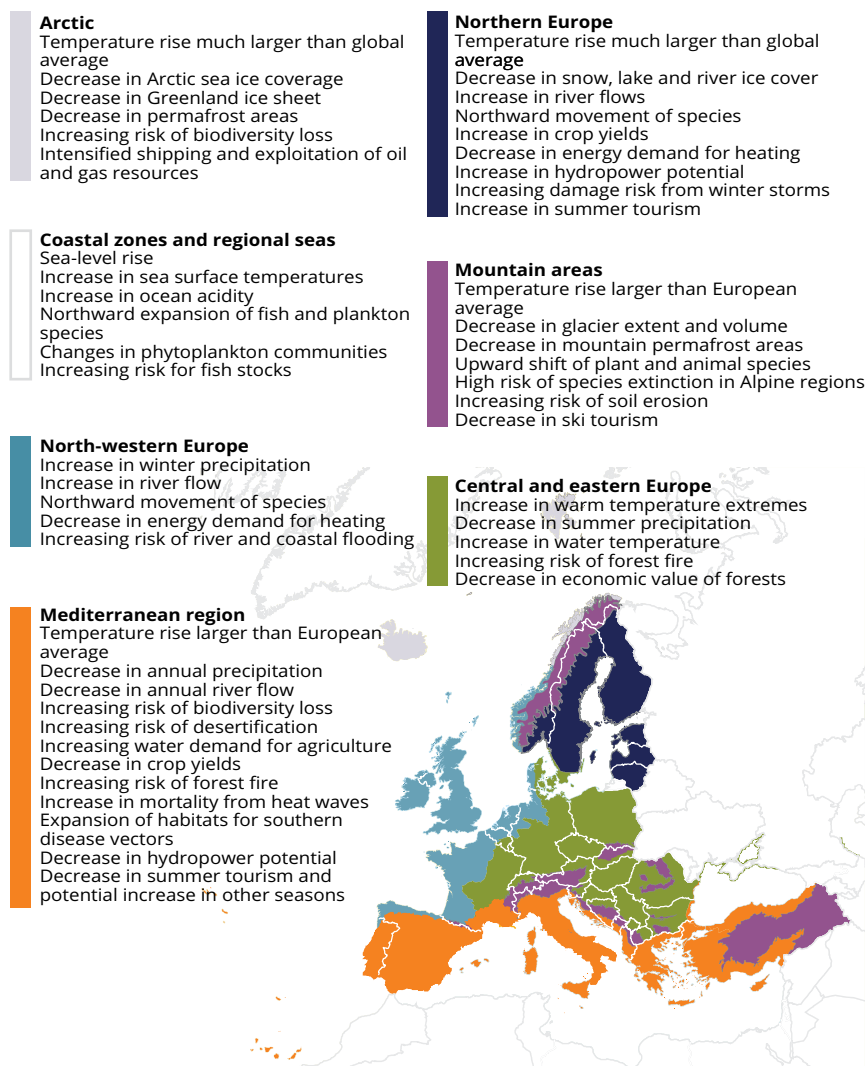 Arctic
Temperature rise much larger than global
average
Decrease in Arctic sea ice coverage
Decrease in Greenland ice sheet
Decrease in permafrost areas
Increasing risk of biodiversity loss
Intensified shipping and exploitation of oil
and gas resources
Coastal zones and regional seas
Sea-level rise
Increase in sea surface temperatures
Increase in ocean acidity
Northward expansion of fish and plankton
species
Changes in phytoplankton communities
Increasing risk for fish stocks
North-western Europe
Increase in winter precipitation
Increase in river flow
Northward movement of species
Decrease in energy demand for heating
Increasing risk of river and coastal flooding
Mediterranean region
Temperature rise larger than European
average
Decrease in annual precipitation
Decrease in annual river flow
Increasing risk of biodiversity loss
Increasing risk of desertification
Increasing water demand for agriculture
Decrease in crop yields
Increasing risk of forest fire
Increase in mortality from heat waves
Expansion of habitats for southern
disease vectors
Decrease in hydropower potential
Decrease in summer tourism and
potential increase in other seasons
Northern Europe
Temperature rise much larger than global
average
Decrease in snow, lake and river ice cover
Increase in river flows
Northward movement of species
Increase in crop yields
Decrease in energy demand for heating
Increase in hydropower potential
Increasing damage risk from winter storms
Increase in summer tourism
Mountain areas
Temperature rise larger than European
average
Decrease in glacier extent and volume
Decrease in mountain permafrost areas
Upward shift of plant and animal species
High risk of species extinction in Alpine regions
Increasing risk of soil erosion
Decrease in ski tourism
Central and eastern Europe
Increase in warm temperature extremes
Decrease in summer precipitation
Increase in water temperature
Increasing risk of forest fire
Decrease in economic value of forests